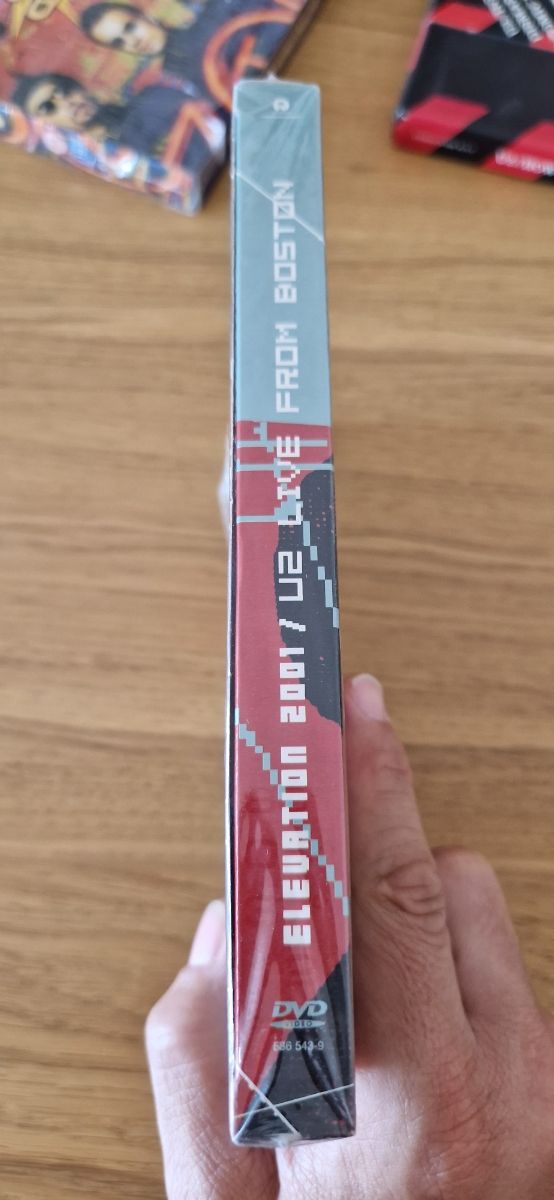 ELEVATION 2001 / U2 LIVE FROM BOSTON
DVD
VIDEO
586 543-9